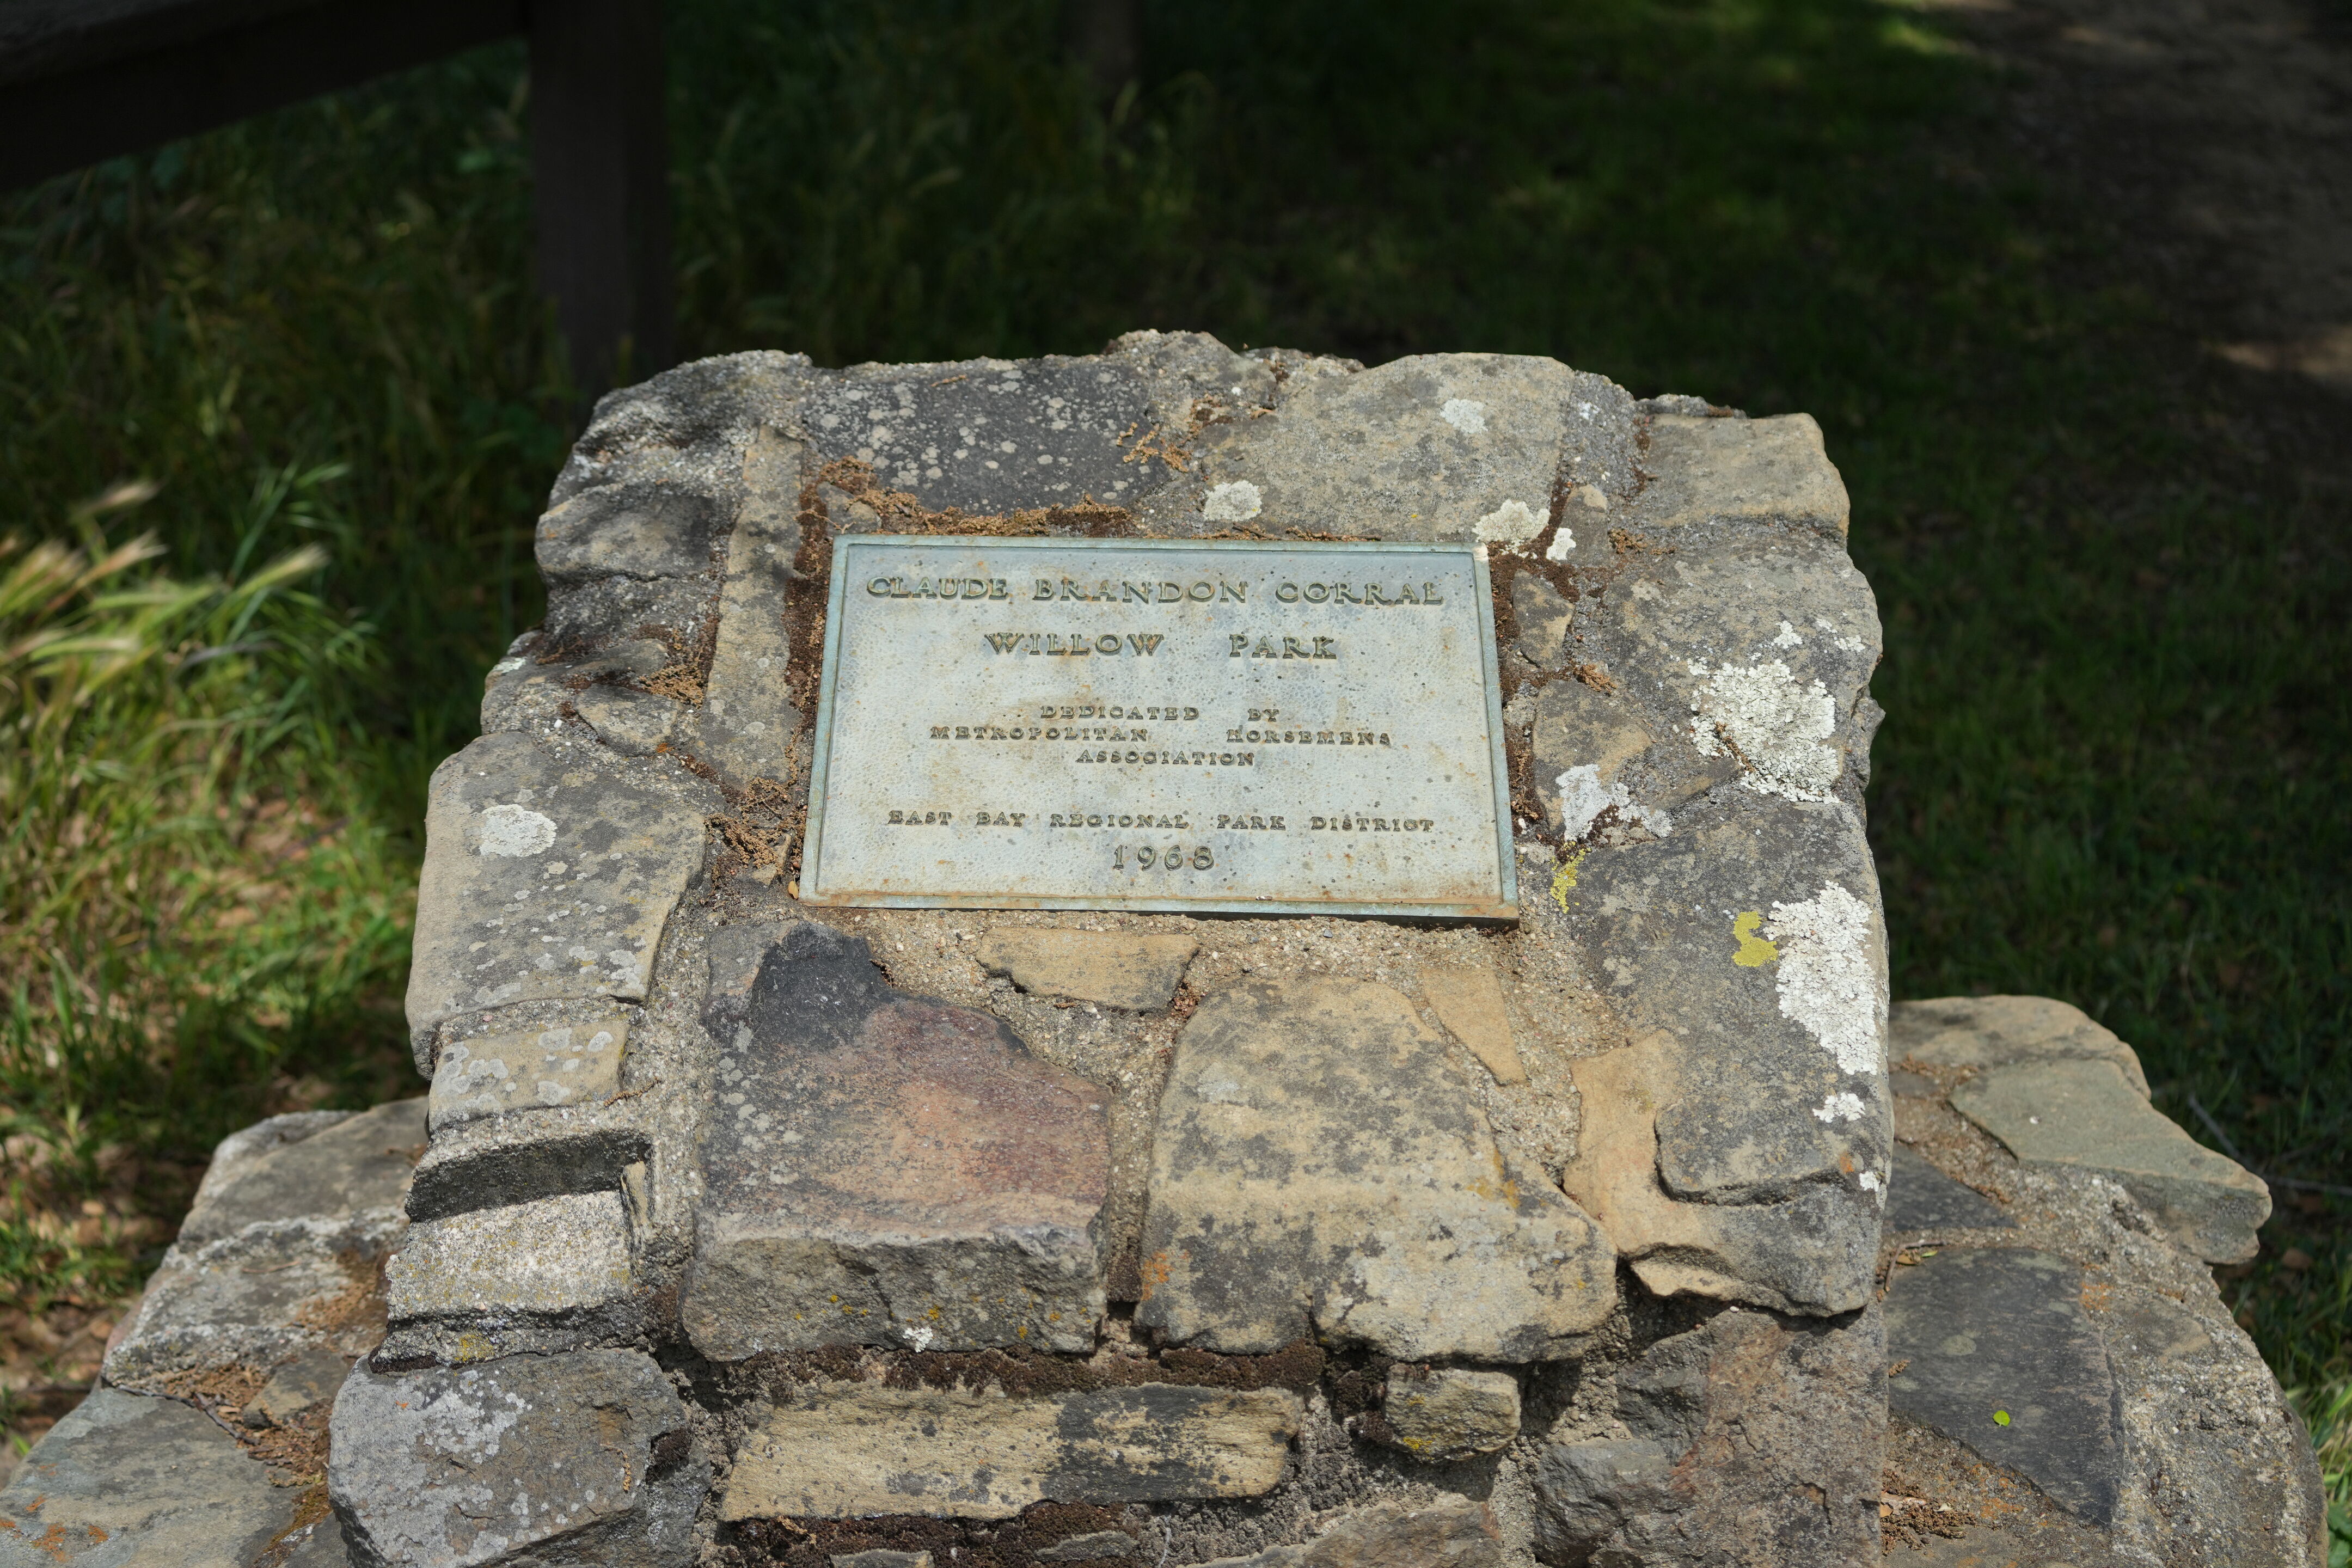 CLAUDE BRANDON CORRAL
WILLOW PARK
DEDICATED BY
METROPOLITAN HORSEMENS
ASSOCIATION
EAST BAY REGIONAL PARK DISTRICT
1968